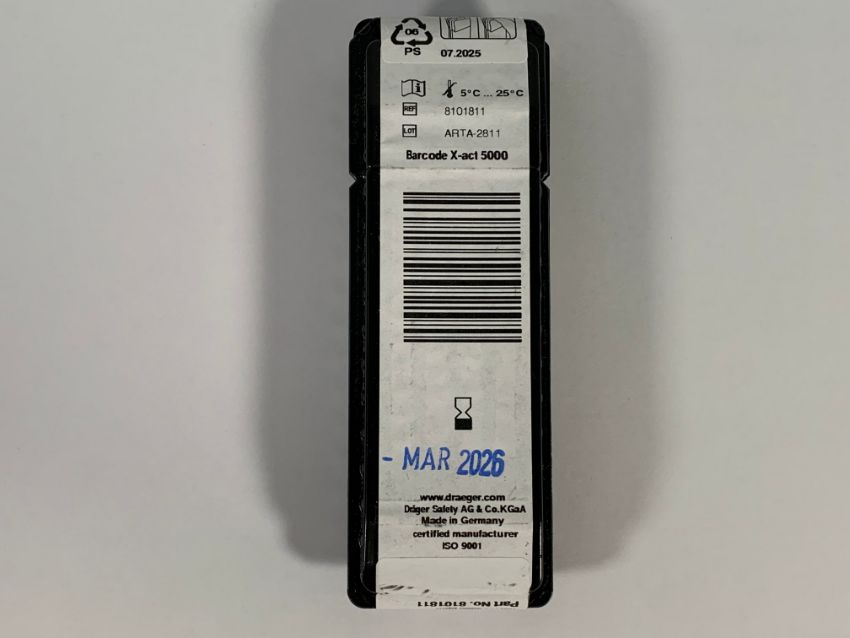 06
PS
07.2025
5°C ... 25°C
REF 8101811
LOT ARTA-2811
Barcode X-act 5000
- MAR 2026
www.draeger.com
Dräger Safety AG & Co.KGaA
Made in Germany
certified manufacturer
ISO 9001
Part No. 8101811